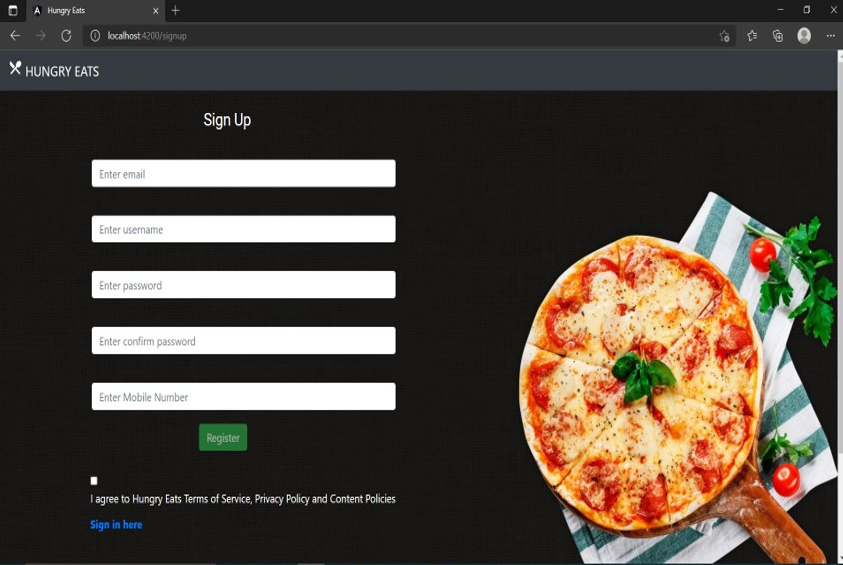 Hungry Eats
localhost:4200/signup
HUNGRY EATS
Sign Up
Enter email
Enter username
Enter password
Enter confirm password
Enter Mobile Number
Register
I agree to Hungry Eats Terms of Service, Privacy Policy and Content Policies
Sign in here